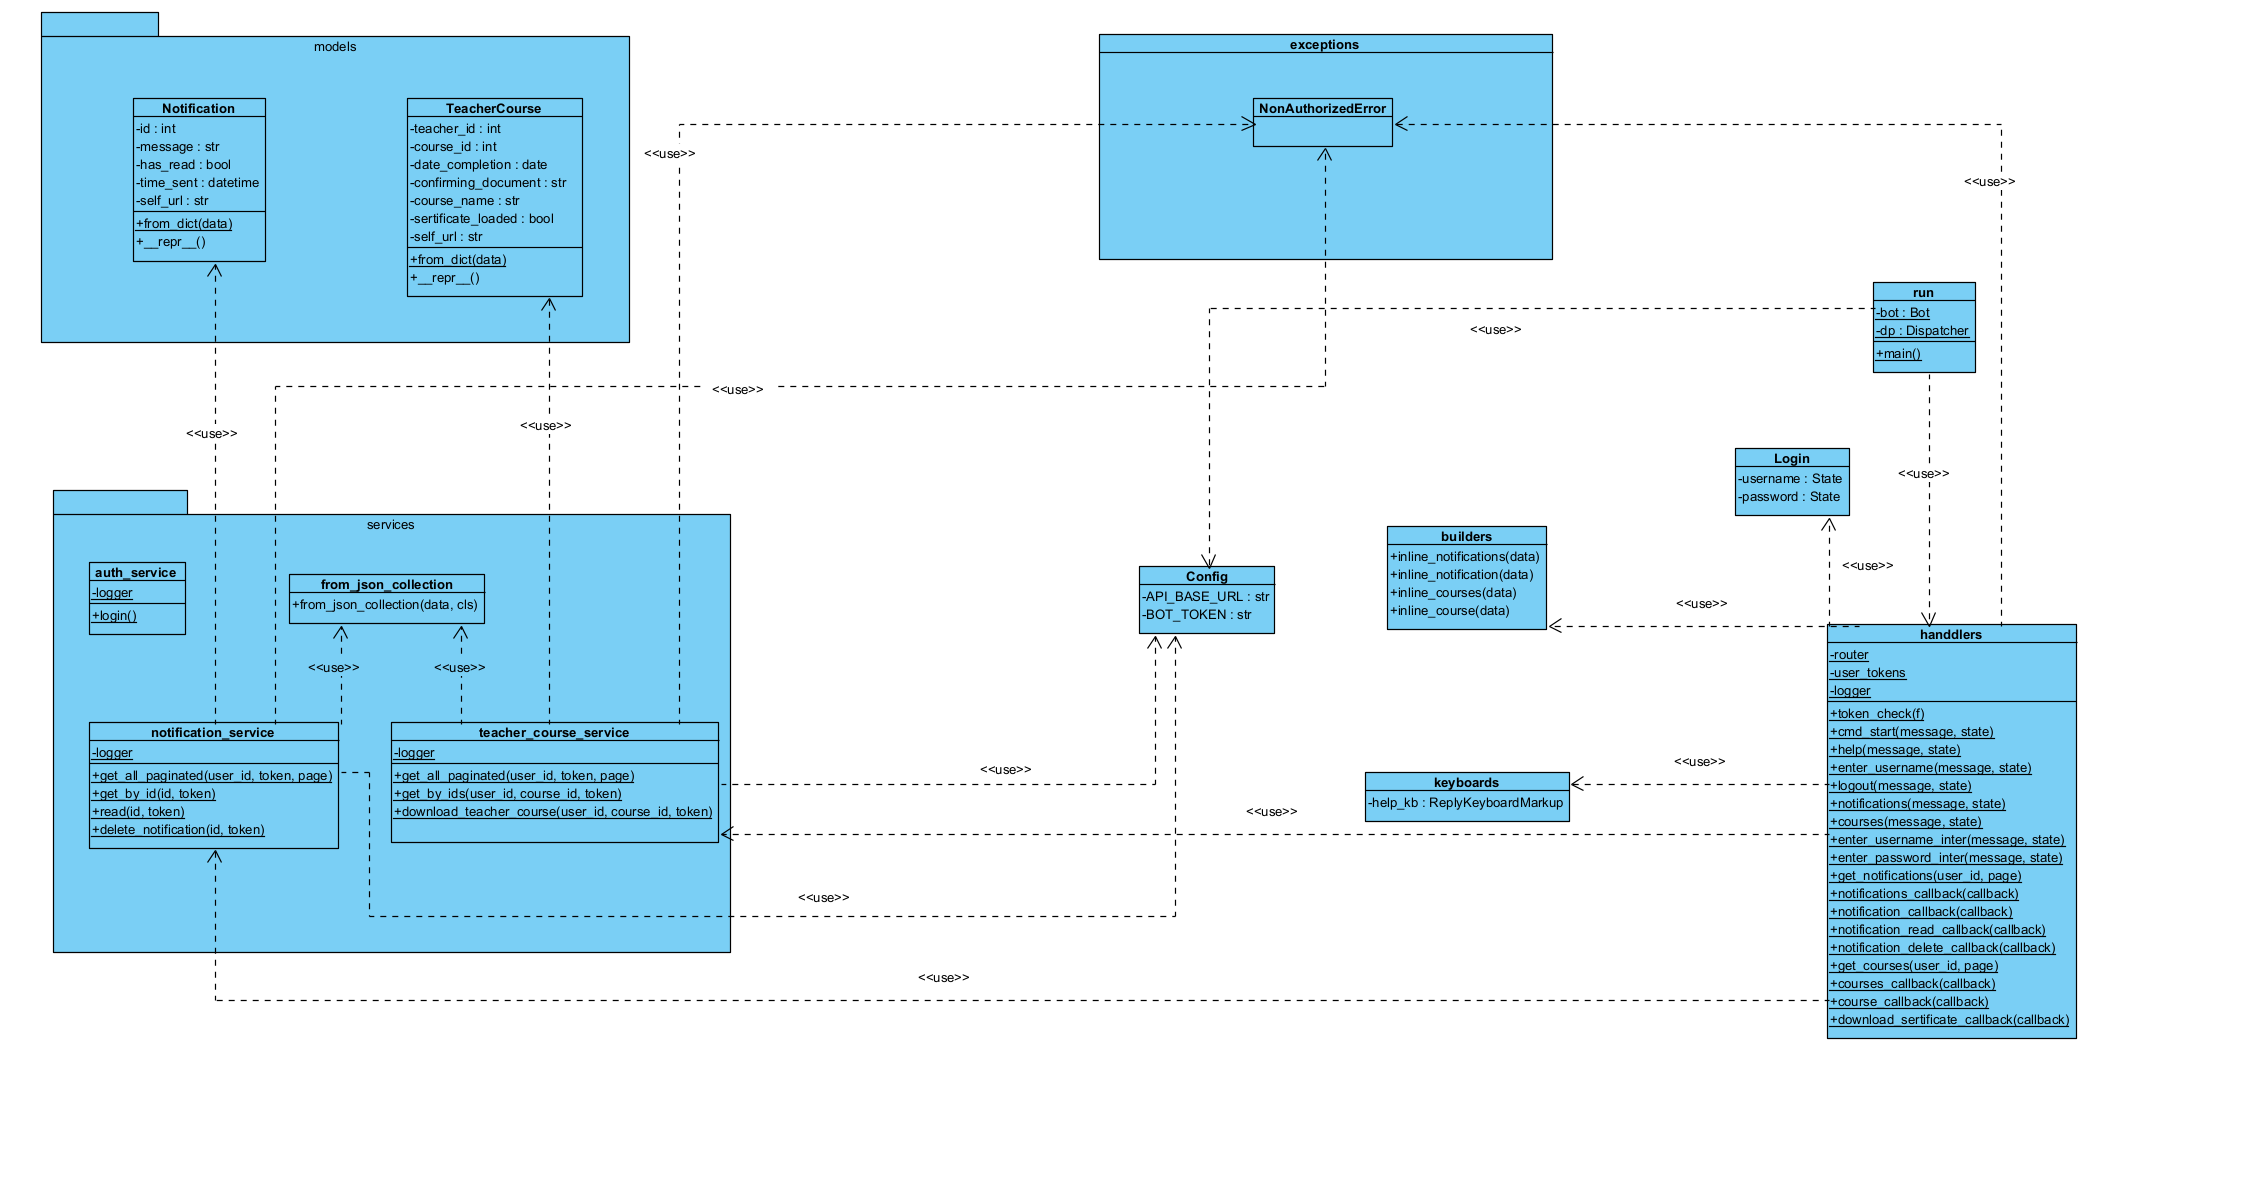 models
Notification
-id : int
-message : str
-has_read : bool
-time_sent : datetime
-self_url : str
+from_dict(data)
+__repr__()
TeacherCourse
-teacher_id : int
-course_id : int
-date_completion : date
-confirming_document : str
-course_name : str
-sertificate_loaded : bool
-self_url : str
+from_dict(data)
+__repr__()
<<use>>
exceptions
NonAuthorizedError
<<use>>
run
-bot : Bot
-dp : Dispatcher
+main()
<<use>>
<<use>>
<<use>>
<<use>>
<<use>>
Login
-username : State
-password : State
services
auth_service
-logger
+login()
from_json_collection
+from_json_collection(data, cls)
<<use>>
<<use>>
notification_service
-logger
+get_all_paginated(user_id, token, page)
+get_by_id(id, token)
+read(id, token)
+delete_notification(id, token)
teacher_course_service
-logger
+get_all_paginated(user_id, token, page)
+get_by_ids(user_id, course_id, token)
+download_teacher_course(user_id, course_id, token)
Config
-API_BASE_URL : str
-BOT_TOKEN : str
builders
+inline_notifications(data)
+inline_notification(data)
+inline_courses(data)
+inline_course(data)
<<use>>
<<use>>
<<use>>
keyboards
-help_kb : ReplyKeyboardMarkup
<<use>>
<<use>>
<<use>>
<<use>>
handdlers
-router
-user_tokens
-logger
+token_check(f)
+cmd_start(message, state)
+help(message, state)
+enter_username(message, state)
+logout(message, state)
+notifications(message, state)
+courses(message, state)
+enter_username_inter(message, state)
+enter_password_inter(message, state)
+get_notifications(user_id, page)
+notifications_callback(callback)
+notification_callback(callback)
+notification_read_callback(callback)
+notification_delete_callback(callback)
+get_courses(user_id, page)
+courses_callback(callback)
+course_callback(callback)
+download_sertificate_callback(callback)